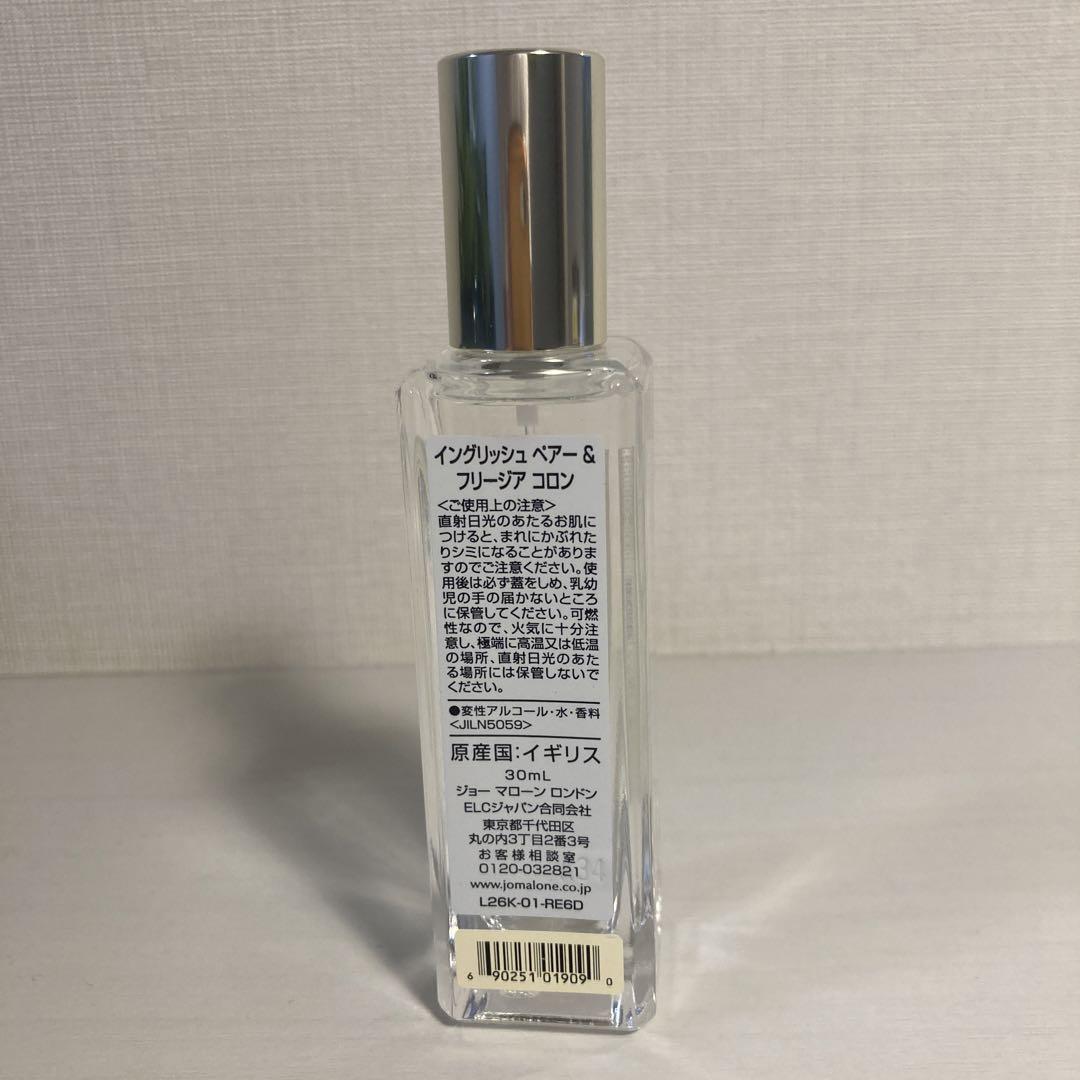 イングリッシュ ペアー &
フリージア コロン
<ご使用上の注意>
直射日光のあたるお肌に
つけると、まれにかぶれた
りシミになることがありま
すのでご注意ください。使
用後は必ず蓋をしめ、乳幼
児の手の届かないところ
に保管してください。可燃
性なので、火気に十分注
意し、極端に高温又は低温
の場所、直射日光のあた
る場所には保管しないで
ください。
●変性アルコール・水・香料
<JILN5059>
原産国：イギリス
30mL
ジョー マローン ロンドン
ELCジャパン合同会社
東京都千代田区
丸の内3丁目2番3号
お客様相談室
0120-032821
www.jomalone.co.jp
L26K-01-RE6D
6 90251 01909 0